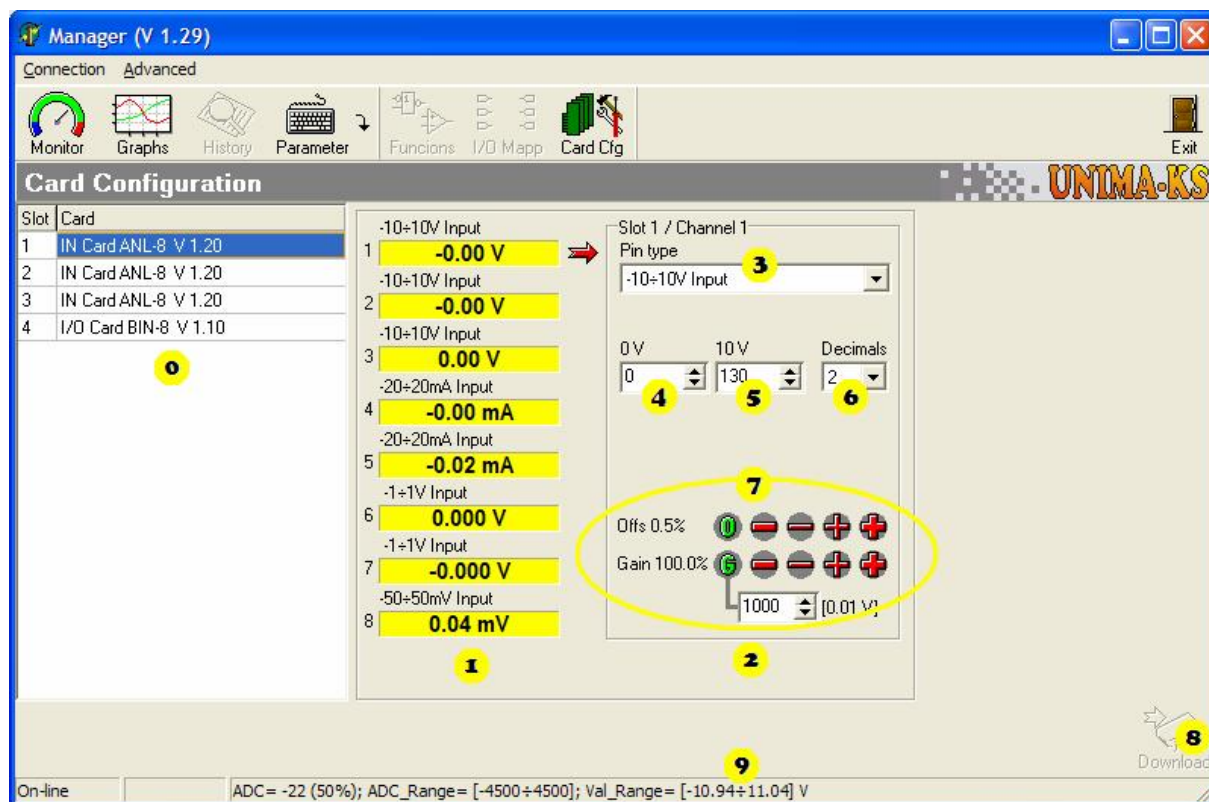 Manager (V 1.29)
Connection Advanced
Monitor Graphs History Parameter Funcions I/O Mapp Card Cfg Exit
Card Configuration
UNIMA-KS
Slot Card
1 IN Card ANL-8 V 1.20
2 IN Card ANL-8 V 1.20
3 IN Card ANL-8 V 1.20
4 I/O Card BIN-8 V 1.10
0
-10÷10V Input
1 -0.00 V
-10÷10V Input
2 -0.00 V
-10÷10V Input
3 0.00 V
-20÷20mA Input
4 -0.00 mA
-20÷20mA Input
5 -0.02 mA
-1÷1V Input
6 0.000 V
-1÷1V Input
7 -0.000 V
-50÷50mV Input
8 0.04 mV
1
Slot 1 / Channel 1
Pin type
3
-10÷10V Input
0 V 10 V Decimals
0 130 2
4 5 6
7
Offs 0.5% 0
Gain 100.0% G
1000 [0.01 V]
2
8
Download
9
On-line ADC= -22 (50%); ADC_Range= [-4500÷4500]; Val_Range= [-10.94÷11.04] V